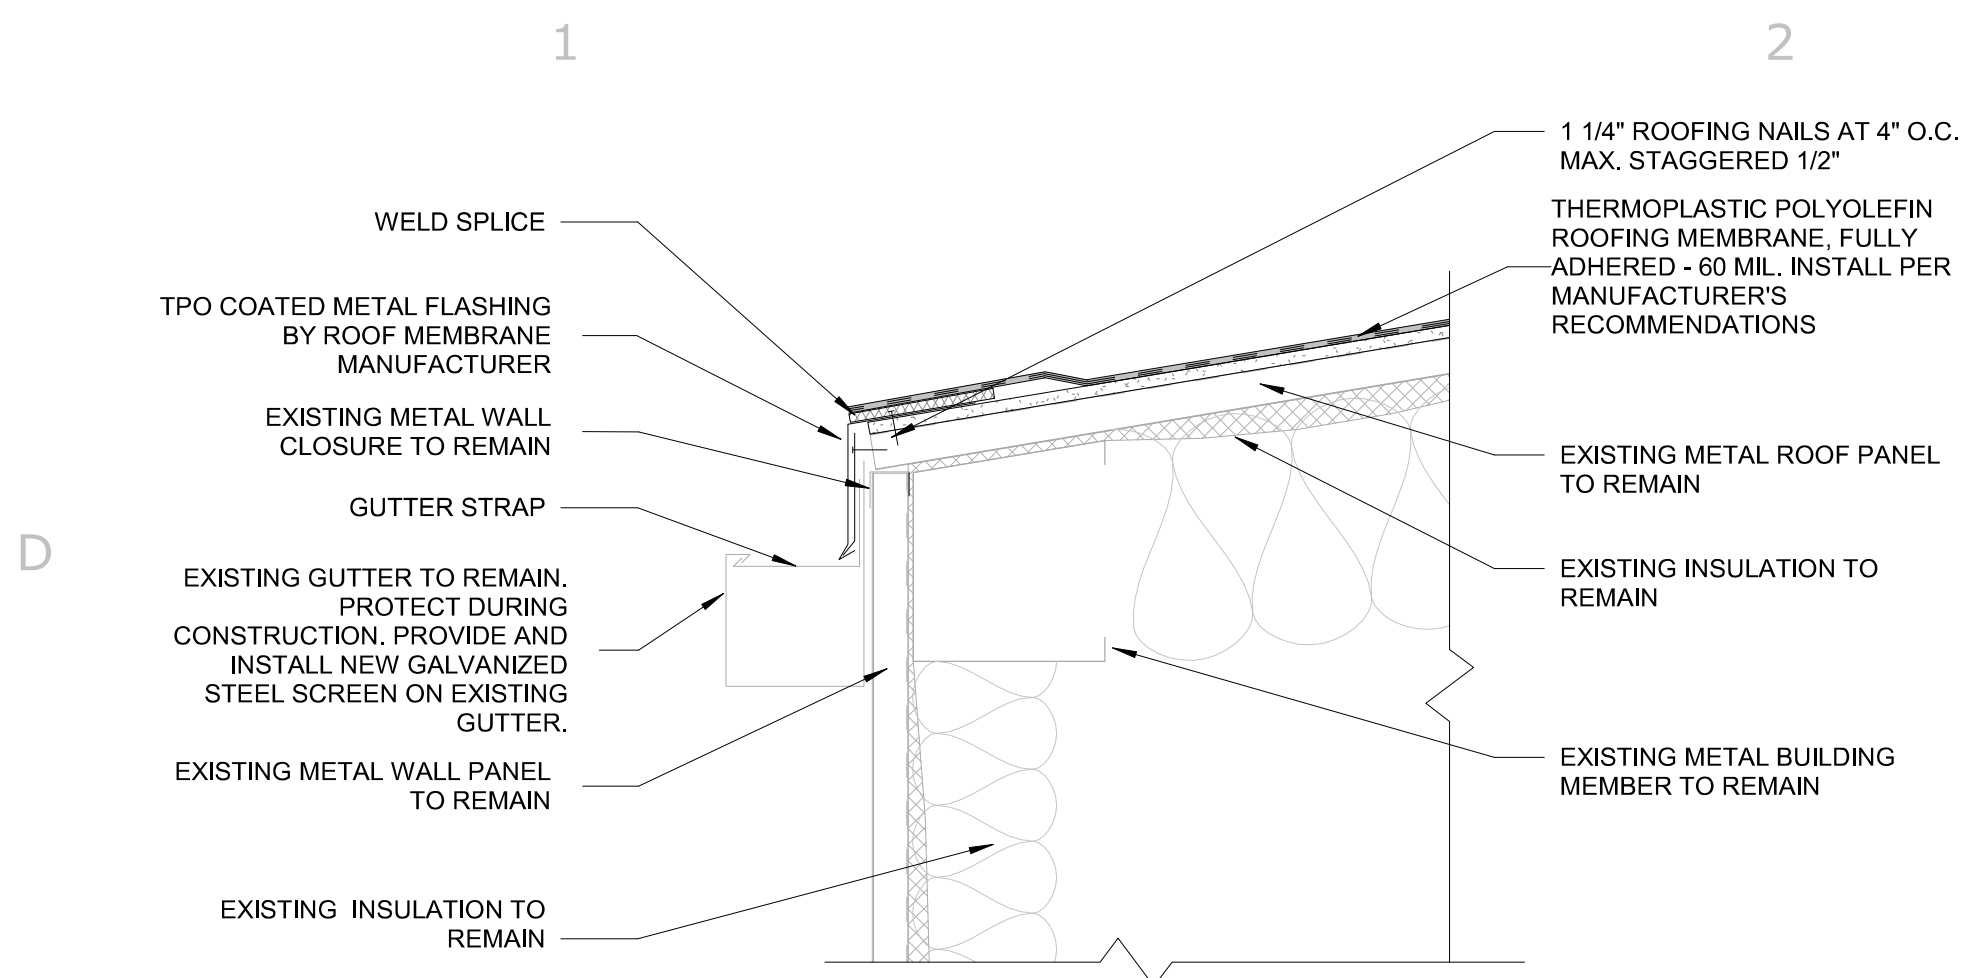 1
2
1 1/4" ROOFING NAILS AT 4" O.C.
MAX. STAGGERED 1/2"
THERMOPLASTIC POLYOLEFIN
ROOFING MEMBRANE, FULLY
ADHERED - 60 MIL. INSTALL PER
MANUFACTURER'S
RECOMMENDATIONS
WELD SPLICE
TPO COATED METAL FLASHING
BY ROOF MEMBRANE
MANUFACTURER
EXISTING METAL WALL
CLOSURE TO REMAIN
GUTTER STRAP
D
EXISTING GUTTER TO REMAIN.
PROTECT DURING
CONSTRUCTION. PROVIDE AND
INSTALL NEW GALVANIZED
STEEL SCREEN ON EXISTING
GUTTER.
EXISTING METAL WALL PANEL
TO REMAIN
EXISTING INSULATION TO
REMAIN
EXISTING METAL ROOF PANEL
TO REMAIN
EXISTING INSULATION TO
REMAIN
EXISTING METAL BUILDING
MEMBER TO REMAIN